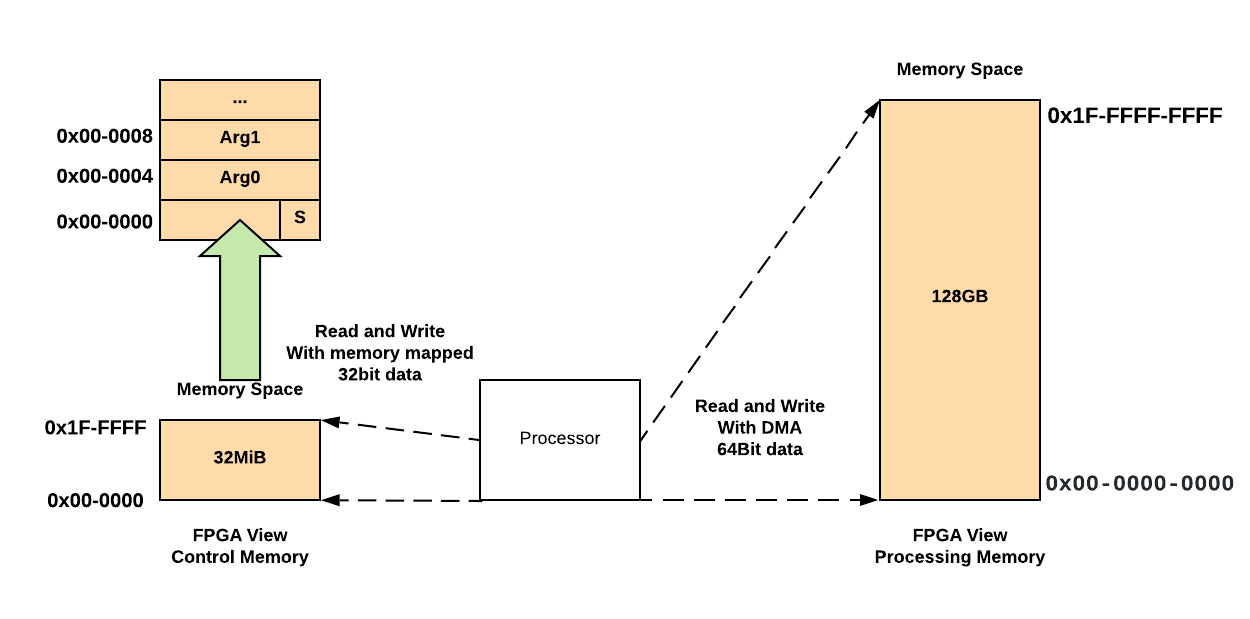 ...
0x00-0008
Arg1
0x00-0004
Arg0
0x00-0000
S
Read and Write
With memory mapped
32bit data
Memory Space
0x1F-FFFF
32MiB
0x00-0000
FPGA View
Control Memory
Processor
Read and Write
With DMA
64Bit data
Memory Space
0x1F-FFFF-FFFF
128GB
0x00-0000-0000
FPGA View
Processing Memory